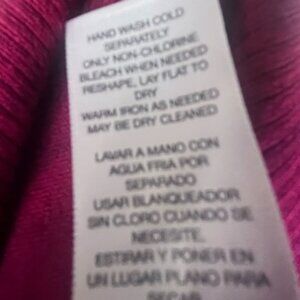 HAND WASH COLD
SEPARATELY
ONLY NON-CHLORINE
BLEACH WHEN NEEDED
RESHAPE, LAY FLAT TO
DRY
WARM IRON AS NEEDED
MAY BE DRY CLEANED
LAVAR A MANO CON
AGUA FRIA POR
SEPARADO
USAR BLANQUEADOR
SIN CLORO CUANDO SE
NECESITE,
ESTIRAR Y PONER EN
UN LUGAR PLANO PARA
SECAR